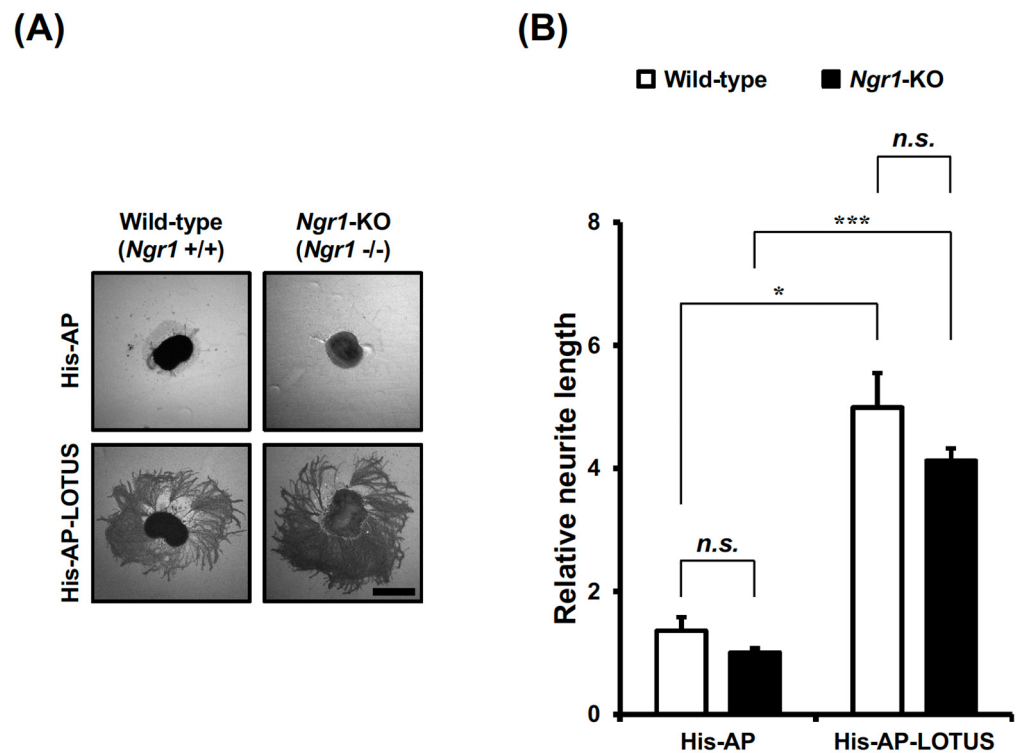 (A)
Wild-type
(Ngr1 +/+)
Ngr1-KO
(Ngr1 -/-)
His-AP
His-AP-LOTUS
(B)
Wild-type
Ngr1-KO
n.s.
***
*
n.s.
Relative neurite length
8
6
4
2
0
His-AP
His-AP-LOTUS